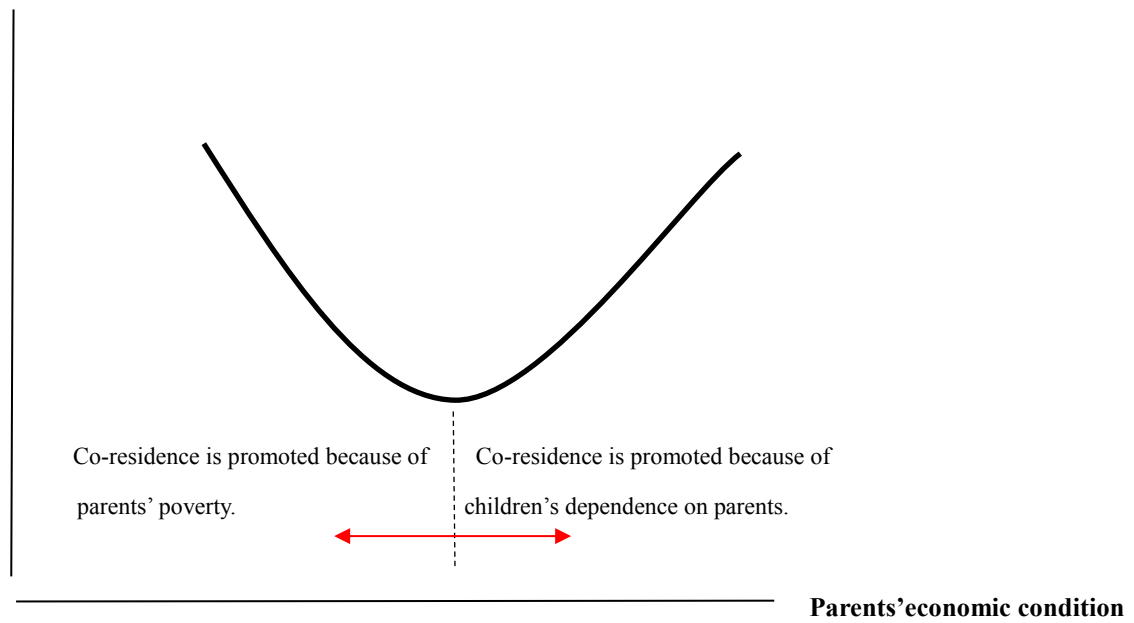 Co-residence is promoted because of
parents’ poverty.
Co-residence is promoted because of
children’s dependence on parents.
Parents’economic condition